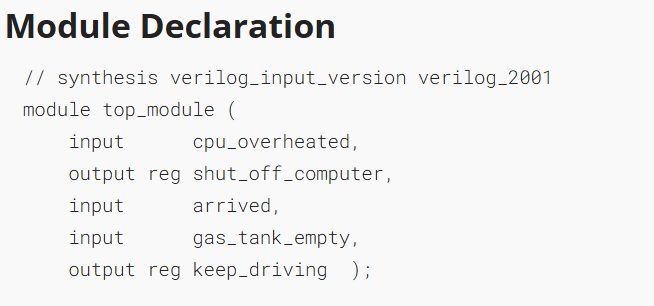 Module Declaration
// synthesis verilog_input_version verilog_2001
module top_module (
    input      cpu_overheated,
    output reg shut_off_computer,
    input      arrived,
    input      gas_tank_empty,
    output reg keep_driving  );